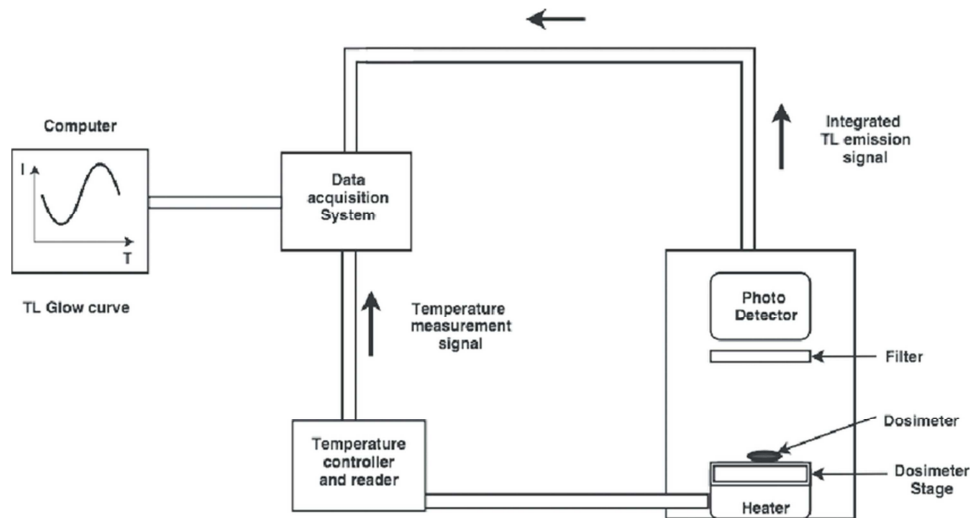 Computer
I
T
TL Glow curve
Data
acquisition
System
Integrated
TL emission
signal
Temperature
measurement
signal
Photo
Detector
Filter
Dosimeter
Dosimeter
Stage
Temperature
controller
and reader
Heater